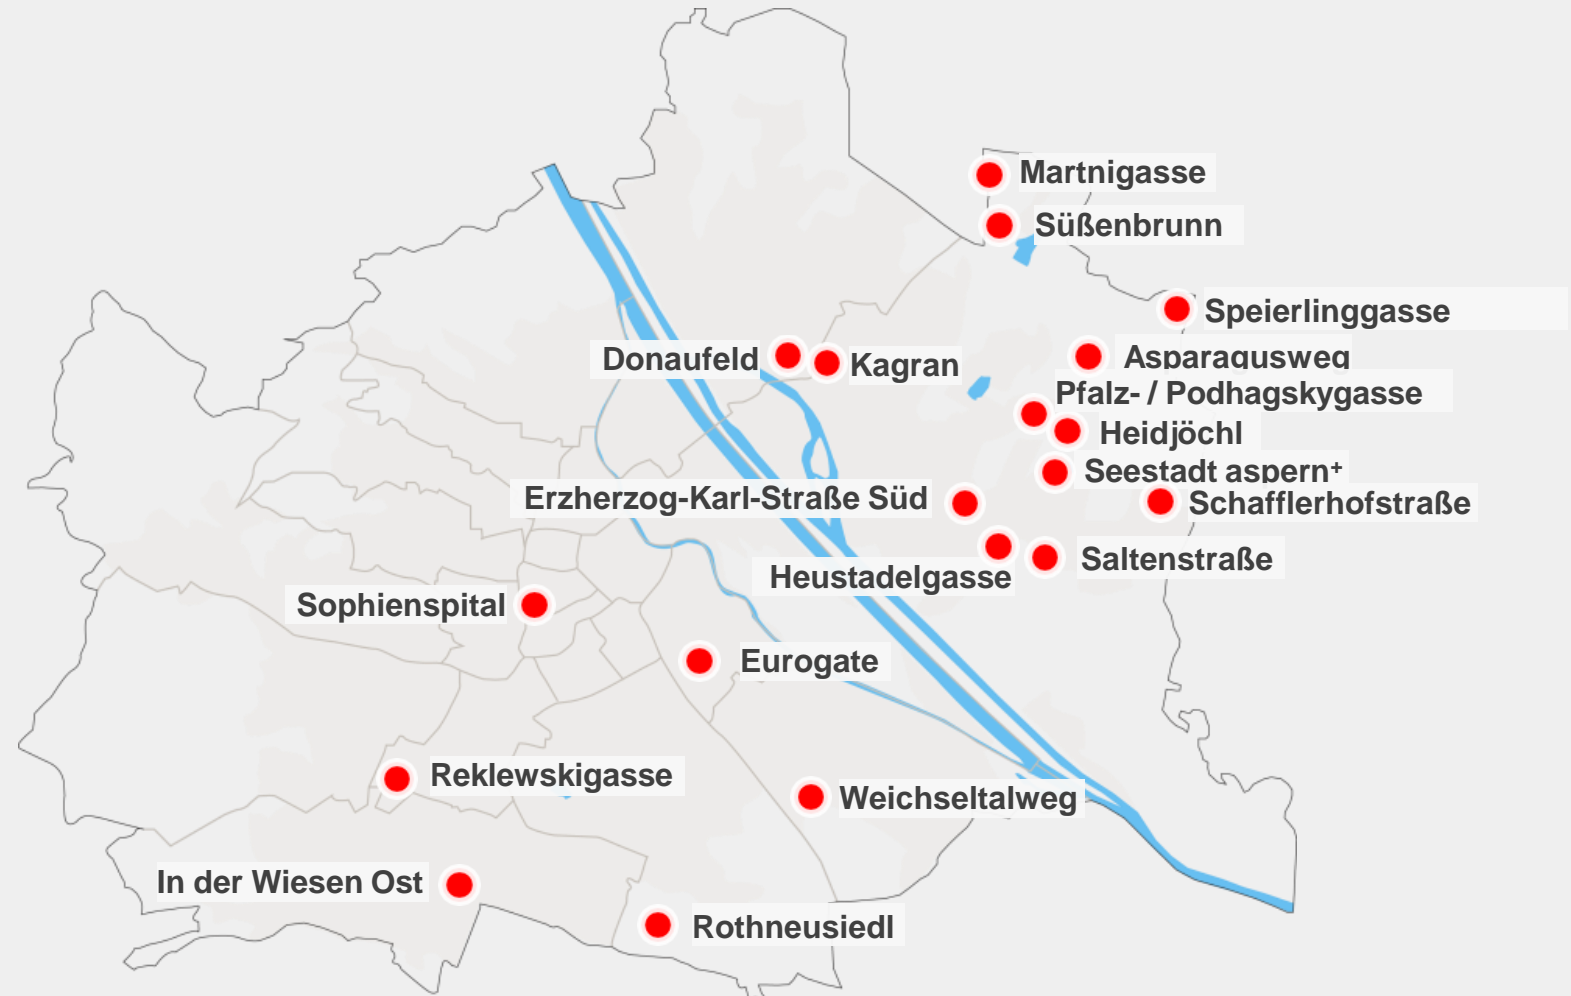 Martnigasse
Süßenbrunn
Speierlinggasse
Donaufeld
Kagran
Asparagusweg
Pfalz- / Podhagskygasse
Heidjöchl
Seestadt aspern+
Erzherzog-Karl-Straße Süd
Schafflerhofstraße
Heustadelgasse
Saltenstraße
Sophienspital
Eurogate
Reklewskigasse
Weichseltalweg
In der Wiesen Ost
Rothneusiedl